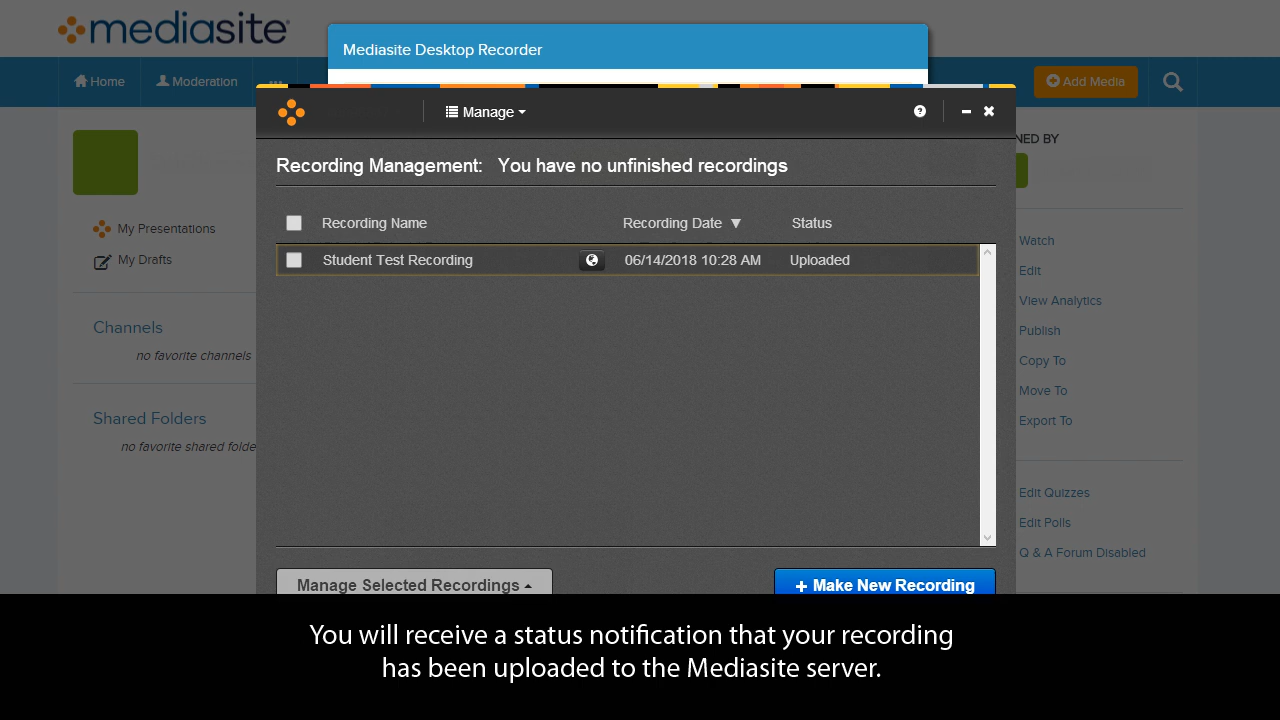 mediasite
Mediasite Desktop Recorder
Home
Moderation
...
Add Media
Manage
NED BY
Recording Management: You have no unfinished recordings
Recording Name
Recording Date
Status
Student Test Recording
06/14/2018 10:28 AM
Uploaded
My Presentations
My Drafts
Channels
no favorite channels
Shared Folders
no favorite shared folde
Watch
Edit
View Analytics
Publish
Copy To
Move To
Export To
Edit Quizzes
Edit Polls
Q & A Forum Disabled
Manage Selected Recordings
Make New Recording
You will receive a status notification that your recording
has been uploaded to the Mediasite server.